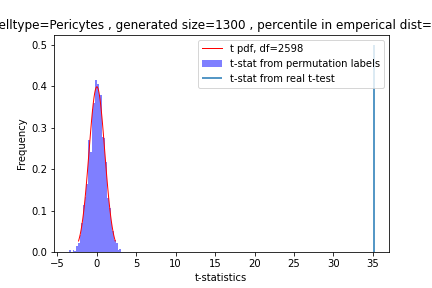 elltype=Pericytes , generated size=1300 , percentile in emperical dist=
0.5
0.4
0.3
0.2
0.1
0.0
Frequency
t pdf, df=2598
t-stat from permutation labels
t-stat from real t-test
-5 0 5 10 15 20 25 30 35
t-statistics